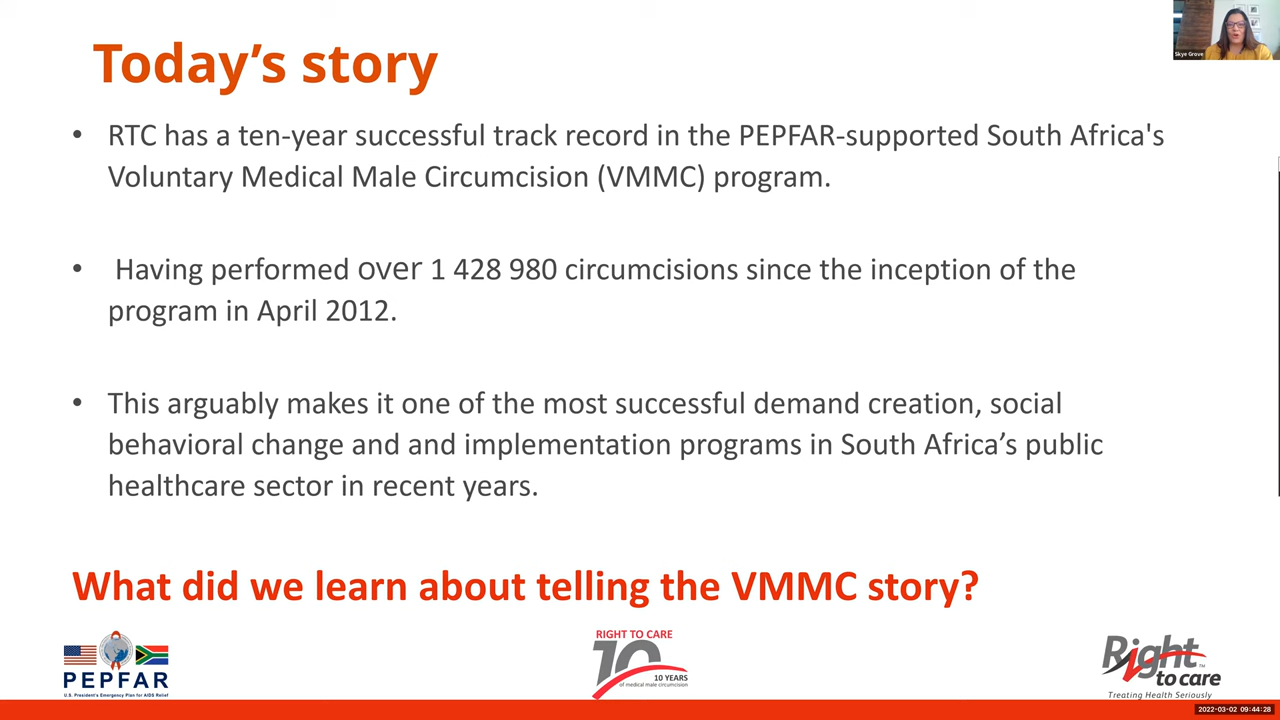 Today’s story
Skye Grove
• RTC has a ten-year successful track record in the PEPFAR-supported South Africa's
Voluntary Medical Male Circumcision (VMMC) program.
• Having performed over 1 428 980 circumcisions since the inception of the
program in April 2012.
• This arguably makes it one of the most successful demand creation, social
behavioral change and and implementation programs in South Africa’s public
healthcare sector in recent years.
What did we learn about telling the VMMC story?
PEPFAR
U.S. President's Emergency Plan for AIDS Relief
RIGHT TO CARE
10
10 YEARS
of medical male circumcision
Right
to care
TM
Treating Health Seriously
2022-03-02 09:44:28